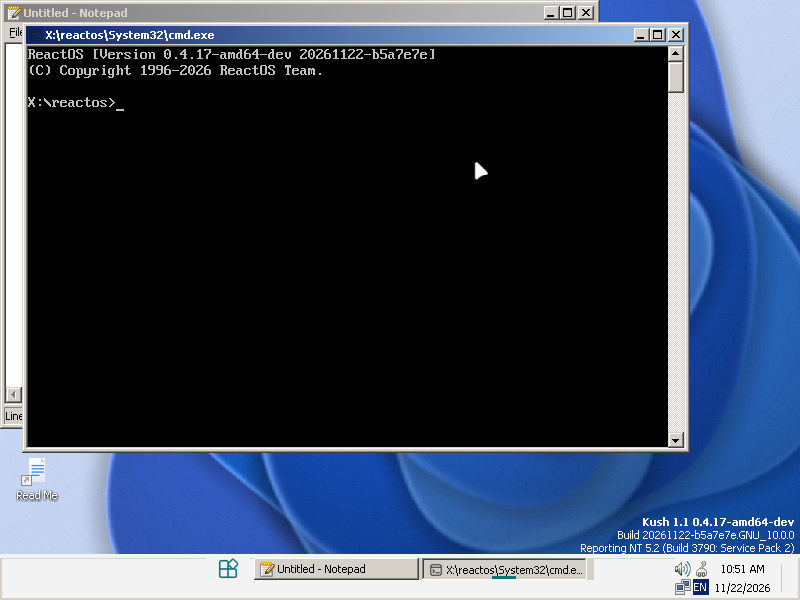 Untitled - Notepad
File
X:\reactos\System32\cmd.exe
ReactOS [Version 0.4.17-amd64-dev 20261122-b5a7e7e]
(C) Copyright 1996-2026 ReactOS Team.
X:\reactos>_
Line
Read Me
Kush 1.1 0.4.17-amd64-dev
Build 20261122-b5a7e7e.GNU_10.0.0
Reporting NT 5.2 (Build 3790: Service Pack 2)
Untitled - Notepad
X:\reactos\System32\cmd.e...
10:51 AM
EN
11/22/2026